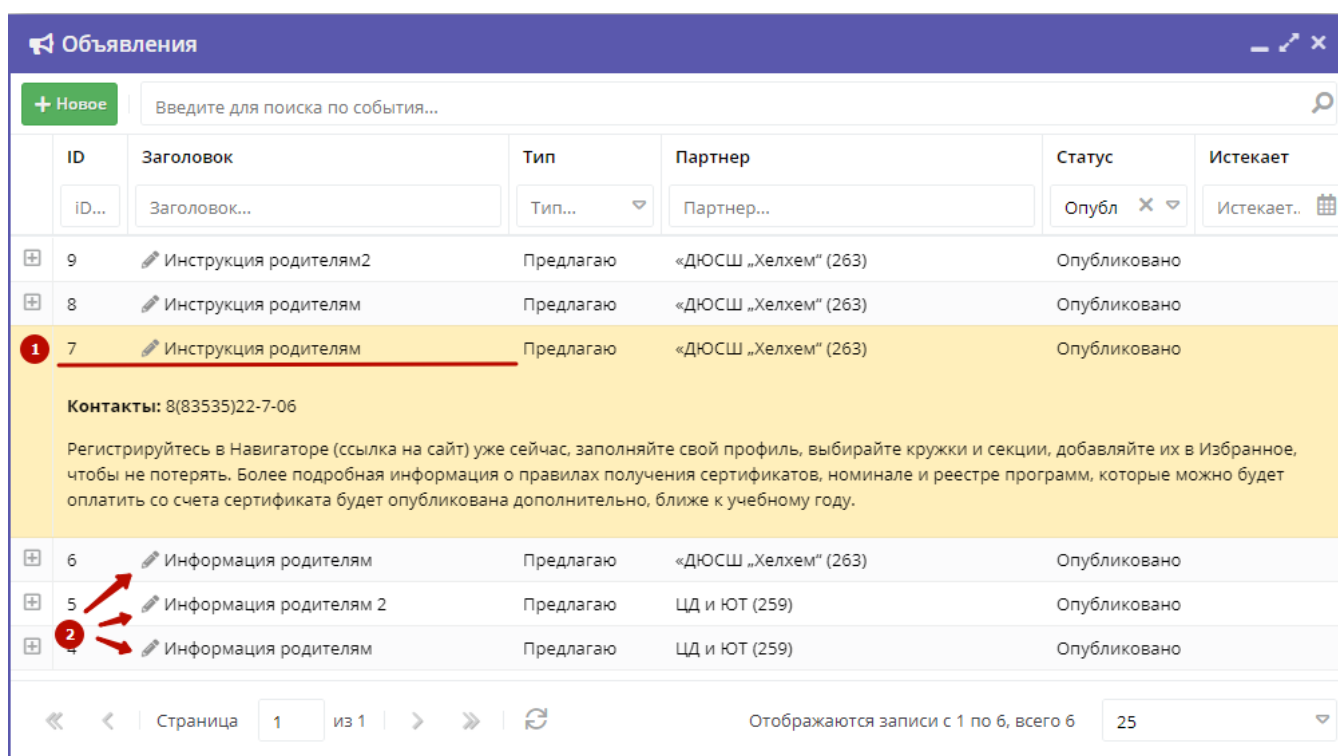 Объявления
Новое Введите для поиска по события...
ID Заголовок Тип Партнер Статус Истекает
iD... Заголовок... Тип... Партнер... Опубл Истекает..
9 Инструкция родителям2 Предлагаю «ДЮСШ „Хелхем“ (263) Опубликовано
8 Инструкция родителям Предлагаю «ДЮСШ „Хелхем“ (263) Опубликовано
1 7 Инструкция родителям Предлагаю «ДЮСШ „Хелхем“ (263) Опубликовано
Контакты: 8(83535)22-7-06
Регистрируйтесь в Навигаторе (ссылка на сайт) уже сейчас, заполняйте свой профиль, выбирайте кружки и секции, добавляйте их в Избранное,
чтобы не потерять. Более подробная информация о правилах получения сертификатов, номинале и реестре программ, которые можно будет
оплатить со счета сертификата будет опубликована дополнительно, ближе к учебному году.
6 Информация родителям Предлагаю «ДЮСШ „Хелхем“ (263) Опубликовано
5 Информация родителям 2 Предлагаю ЦД и ЮТ (259) Опубликовано
2
4 Информация родителям Предлагаю ЦД и ЮТ (259) Опубликовано
Страница 1 из 1 Отображаются записи с 1 по 6, всего 6 25